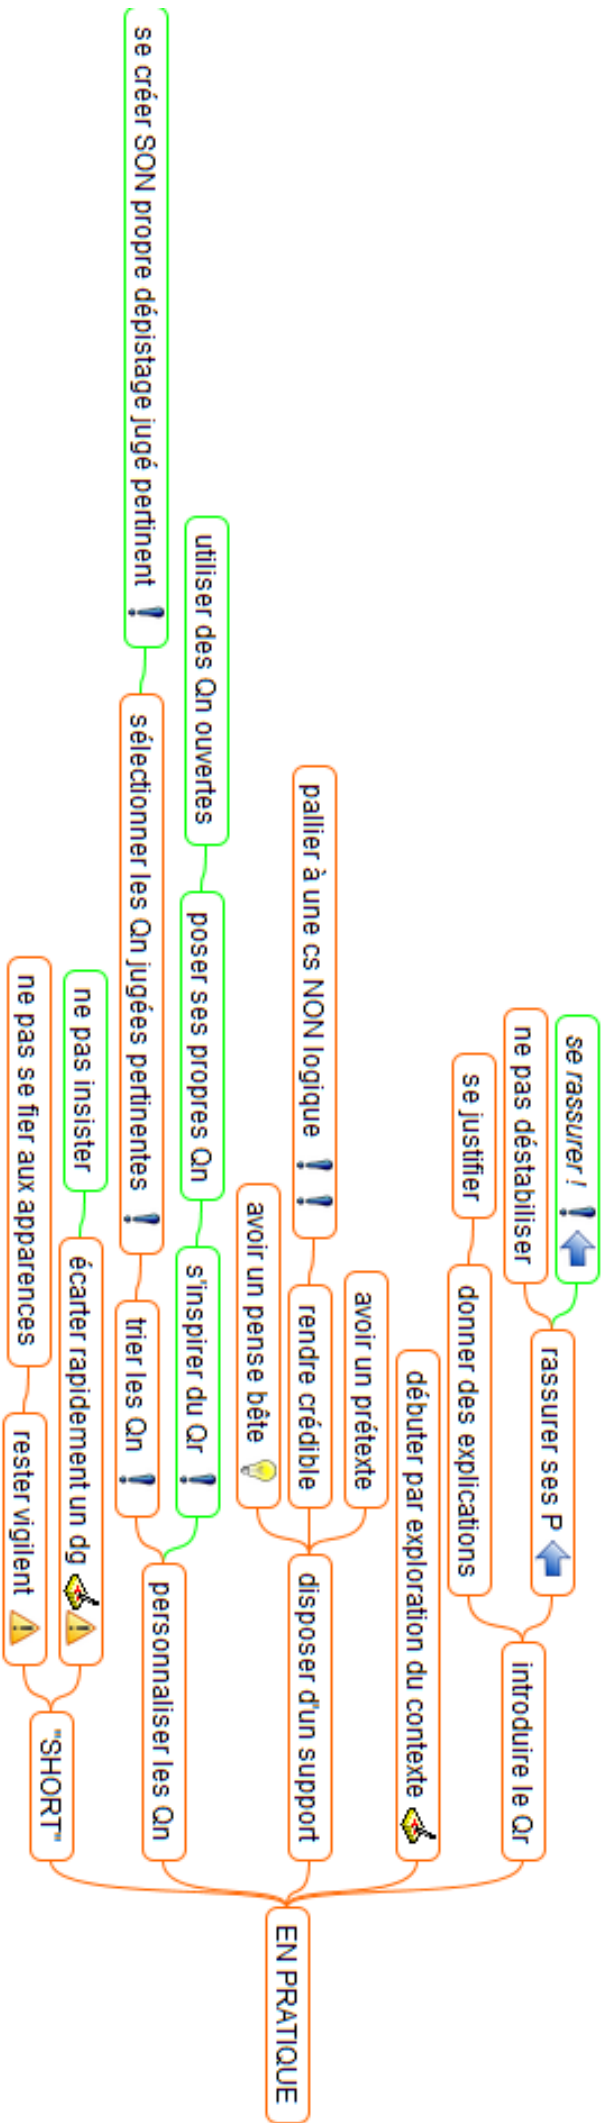 se rassurer !
ne pas déstabiliser
rassurer ses P
se justifier
donner des explications
introduire le Qr
débuter par exploration du contexte
avoir un prétexte
pallier à une cs NON logique
rendre crédible
avoir un pense bête
disposer d'un support
utiliser des Qn ouvertes
poser ses propres Qn
s'inspirer du Qr
se créer SON propre dépistage jugé pertinent
sélectionner les Qn jugées pertinentes
trier les Qn
personnaliser les Qn
ne pas insister
écarter rapidement un dg
ne pas se fier aux apparences
rester vigilent
"SHORT"
EN PRATIQUE